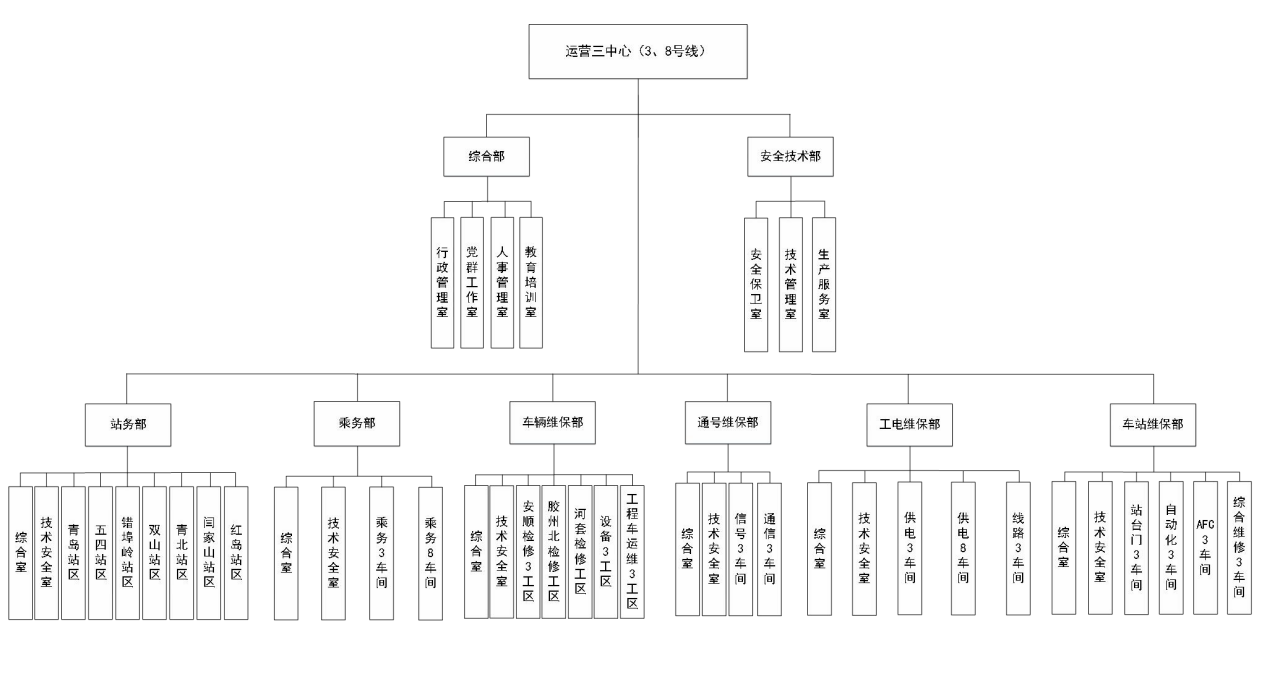 运营三中心（3、8号线）
综合部
安全技术部
行政管理室
党群工作室
人事管理室
教育培训室
安全保卫室
技术管理室
生产服务室
站务部
乘务部
车辆维保部
通号维保部
工电维保部
车站维保部
综合室
技术安全室
青岛站区
五四站区
错埠岭站区
双山站区
青北站区
闫家山站区
红岛站区
综合室
技术安全室
乘务3车间
乘务8车间
综合室
技术安全室
安顺检修3工区
胶州北检修工区
河套检修工区
设备3工区
工程车运维3工区
综合室
技术安全室
信号3车间
通信3车间
综合室
技术安全室
供电3车间
供电8车间
线路3车间
综合室
技术安全室
站台门3车间
自动化3车间
AFC3车间
综合维修3车间